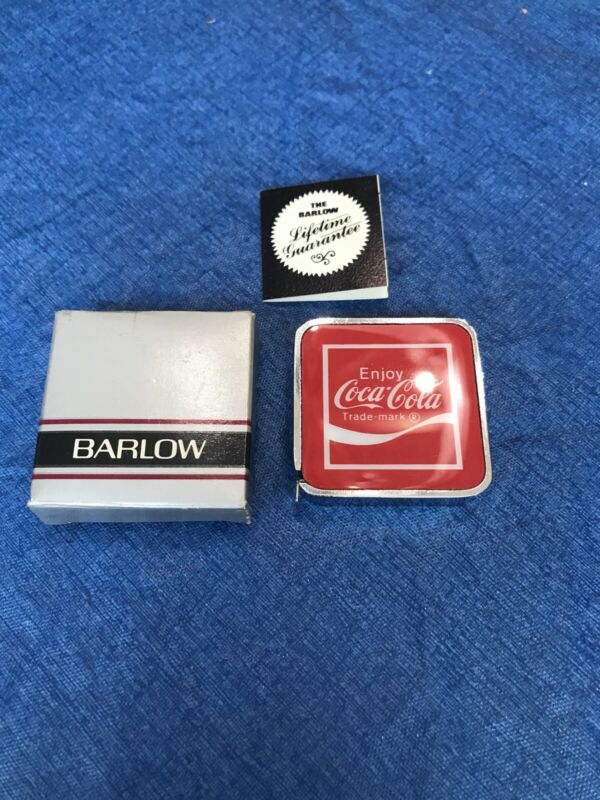 THE
BARLOW
Lifetime
Guarantee
BARLOW
Enjoy
Coca-Cola
Trade-mark ®